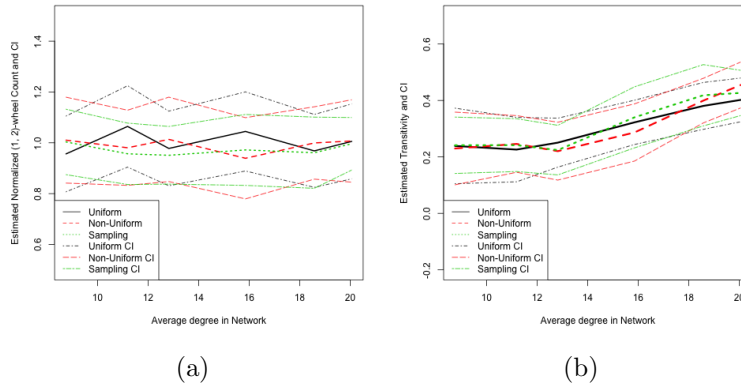 Estimated Normalized {1, 2}-wheel Count and CI
1.4
1.2
1.0
0.8
0.6
Uniform
Non-Uniform
Sampling
Uniform CI
Non-Uniform CI
Sampling CI
10 12 14 16 18 20
Average degree in Network
(a)
Estimated Transitivity and CI
0.6
0.4
0.2
0.0
-0.2
Uniform
Non-Uniform
Sampling
Uniform CI
Non-Uniform CI
Sampling CI
10 12 14 16 18 20
Average degree in Network
(b)